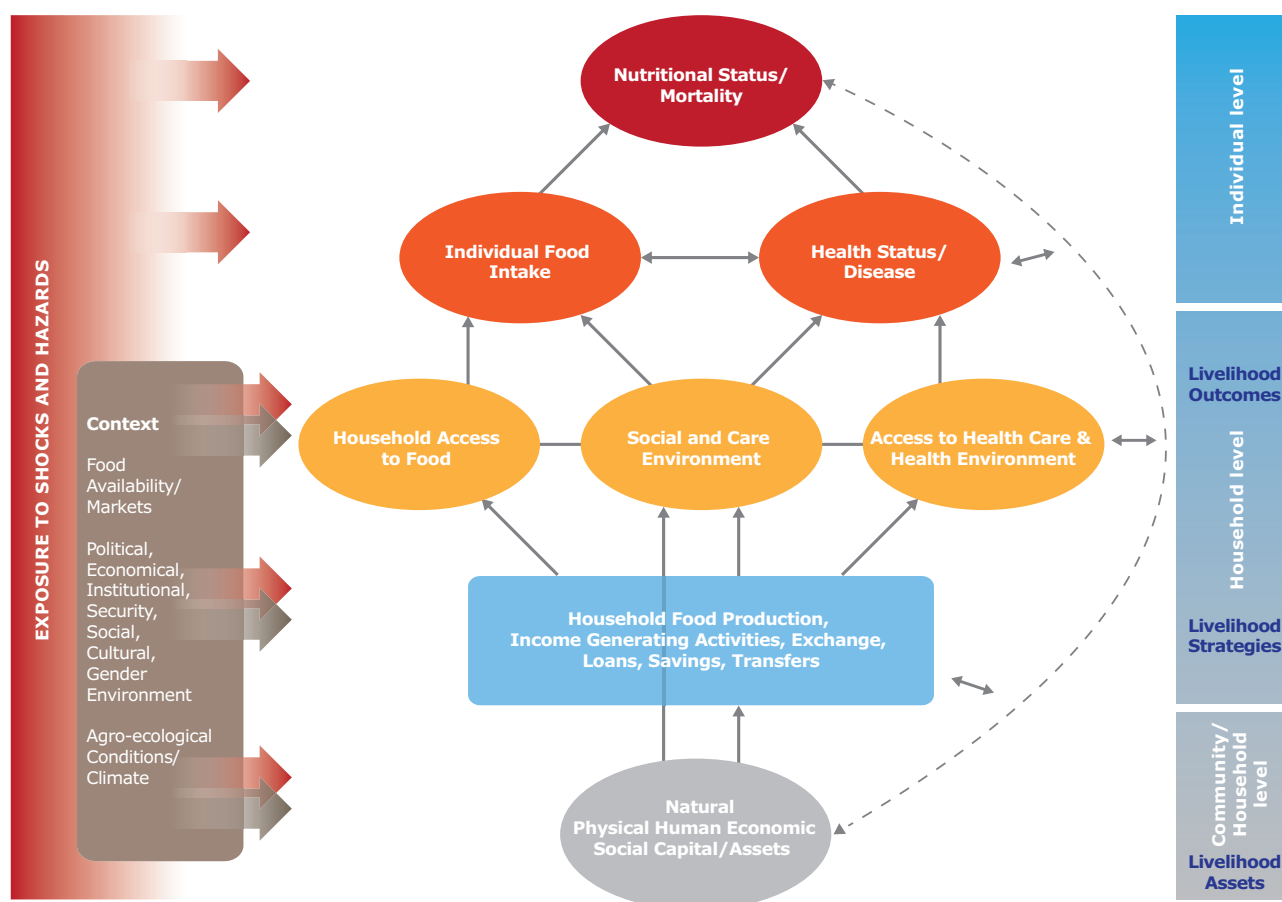 EXPOSURE TO SHOCKS AND HAZARDS
Context
Food
Availability/
Markets
Political,
Economical,
Institutional,
Security,
Social,
Cultural,
Gender
Environment
Agro-ecological
Conditions/
Climate
Nutritional Status/
Mortality
Individual Food
Intake
Health Status/
Disease
Household Access
to Food
Social and Care
Environment
Access to Health Care &
Health Environment
Household Food Production,
Income Generating Activities, Exchange,
Loans, Savings, Transfers
Natural
Physical Human Economic
Social Capital/Assets
Individual level
Livelihood
Outcomes
Household level
Livelihood
Strategies
Community/
Household
level
Livelihood
Assets